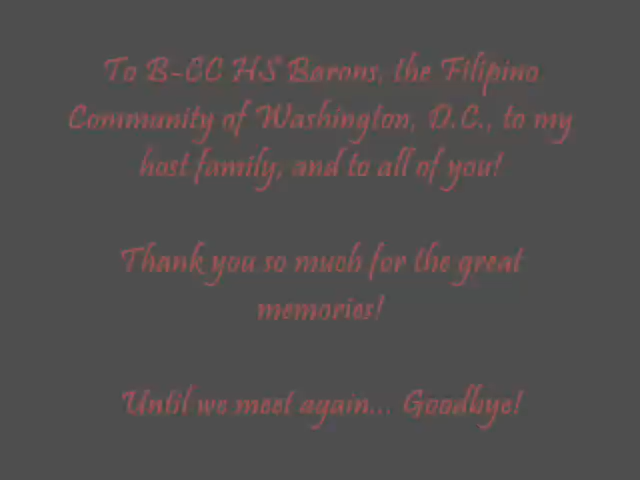 To B-CC HS Barons, the Filipino
Community of Washington, D.C., to my
host family, and to all of you!
Thank you so much for the great
memories!
Until we meet again... Goodbye!